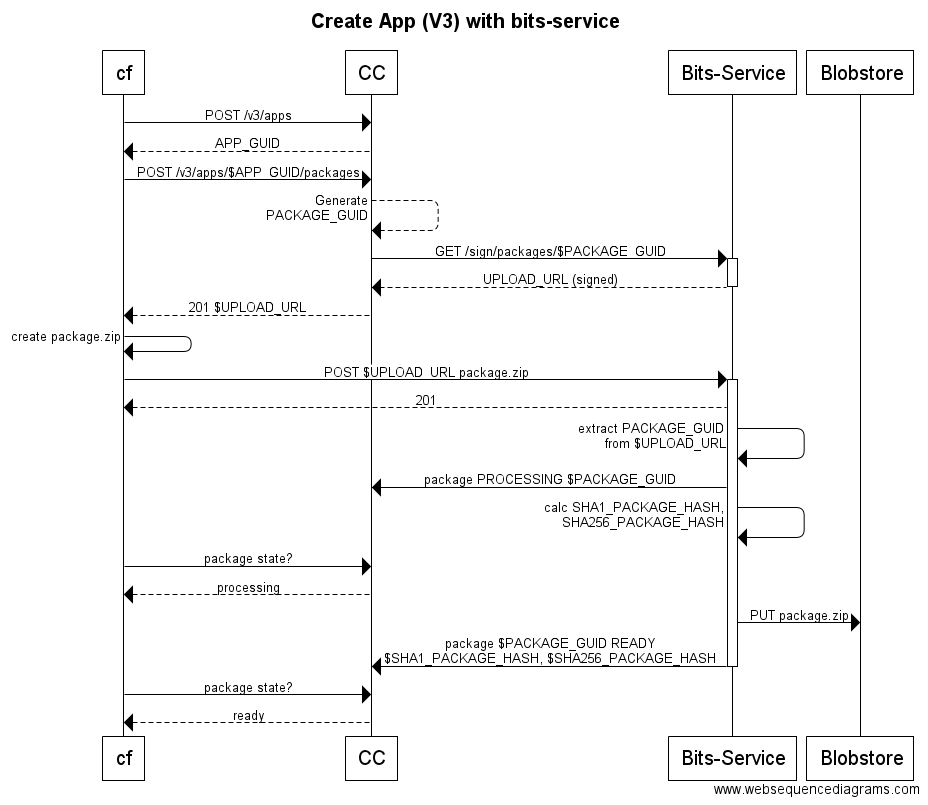 Create App (V3) with bits-service
cf
CC
Bits-Service
Blobstore
POST /v3/apps
APP_GUID
POST /v3/apps/$APP_GUID/packages
Generate
PACKAGE_GUID
GET /sign/packages/$PACKAGE_GUID
UPLOAD_URL (signed)
201 $UPLOAD_URL
create package.zip
POST $UPLOAD_URL package.zip
201
extract PACKAGE_GUID
from $UPLOAD_URL
package PROCESSING $PACKAGE_GUID
calc SHA1_PACKAGE_HASH,
SHA256_PACKAGE_HASH
package state?
processing
PUT package.zip
package $PACKAGE_GUID READY
$SHA1_PACKAGE_HASH, $SHA256_PACKAGE_HASH
package state?
ready
cf
CC
Bits-Service
Blobstore
www.websequencediagrams.com